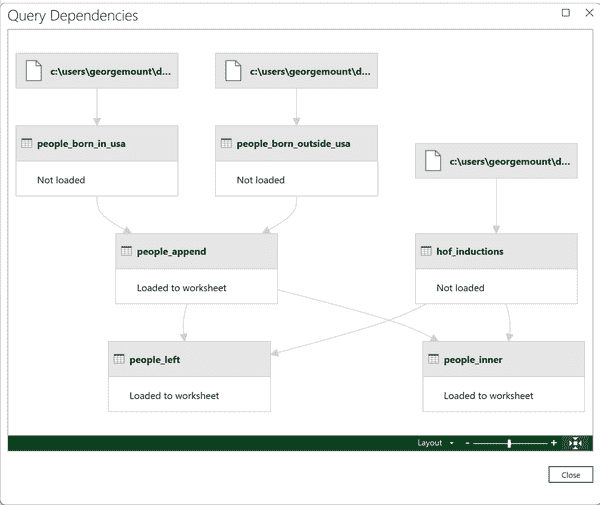 Query Dependencies
c:\users\georgemount\d...
c:\users\georgemount\d...
people_born_in_usa
Not loaded
people_born_outside_usa
Not loaded
c:\users\georgemount\d...
people_append
Loaded to worksheet
hof_inductions
Not loaded
people_left
Loaded to worksheet
people_inner
Loaded to worksheet
Layout
Close